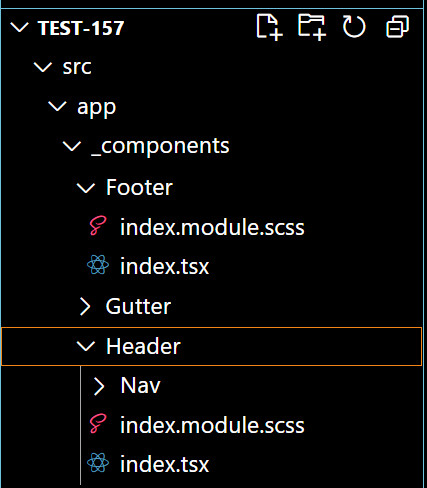 TEST-157
src
app
_components
Footer
index.module.scss
index.tsx
Gutter
Header
Nav
index.module.scss
index.tsx